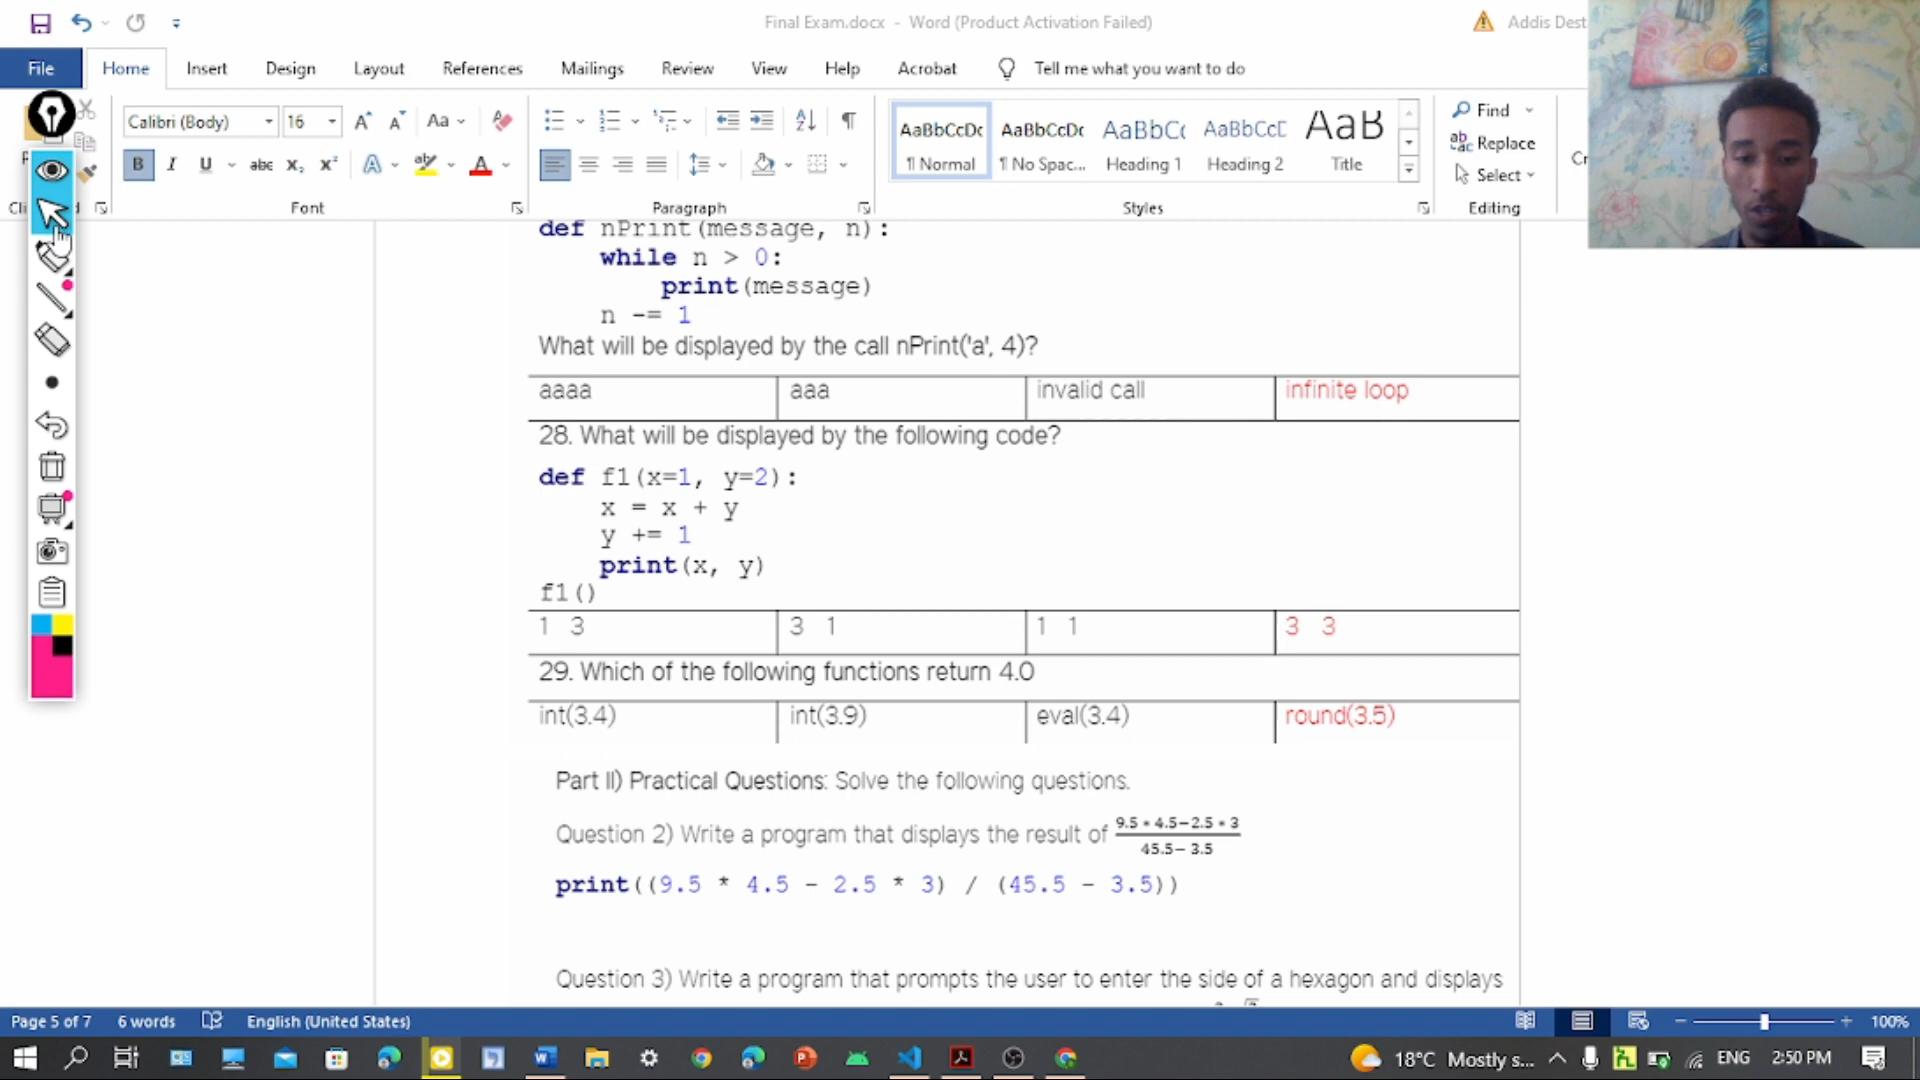 Final Exam.docx - Word (Product Activation Failed)
Addis Dest
File Home Insert Design Layout References Mailings Review View Help Acrobat Tell me what you want to do
Calibri (Body) 16 Aa
AaBbCcDc AaBbCcDc AaBbC( AaBbCcC AaB
¶ Normal ¶ No Spac... Heading 1 Heading 2 Title
Find
Replace
Select
B I U abc x₂ x² A A
Font Paragraph Styles Editing
def nPrint(message, n):
while n > 0:
print(message)
n -= 1
What will be displayed by the call nPrint('a', 4)?
aaaa aaa invalid call infinite loop
28. What will be displayed by the following code?
def f1(x=1, y=2):
x = x + y
y += 1
print(x, y)
f1()
1 3 3 1 1 1 3 3
29. Which of the following functions return 4.0
int(3.4) int(3.9) eval(3.4) round(3.5)
Part II) Practical Questions: Solve the following questions.
Question 2) Write a program that displays the result of 9.5 * 4.5-2.5 * 3
45.5- 3.5
print((9.5 * 4.5 - 2.5 * 3) / (45.5 - 3.5))
Question 3) Write a program that prompts the user to enter the side of a hexagon and displays
Page 5 of 7 6 words English (United States) 100%
18°C Mostly s... ENG 2:50 PM